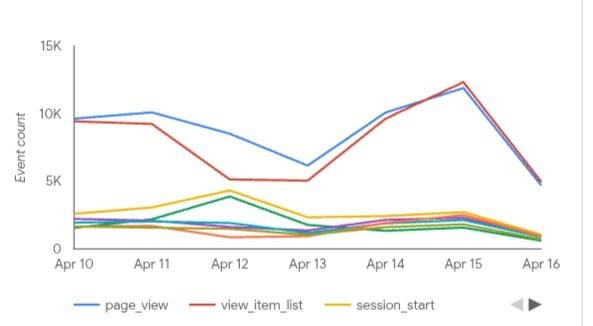 15K
10K
5K
0
Event count
Apr 10 Apr 11 Apr 12 Apr 13 Apr 14 Apr 15 Apr 16
page_view view_item_list session_start